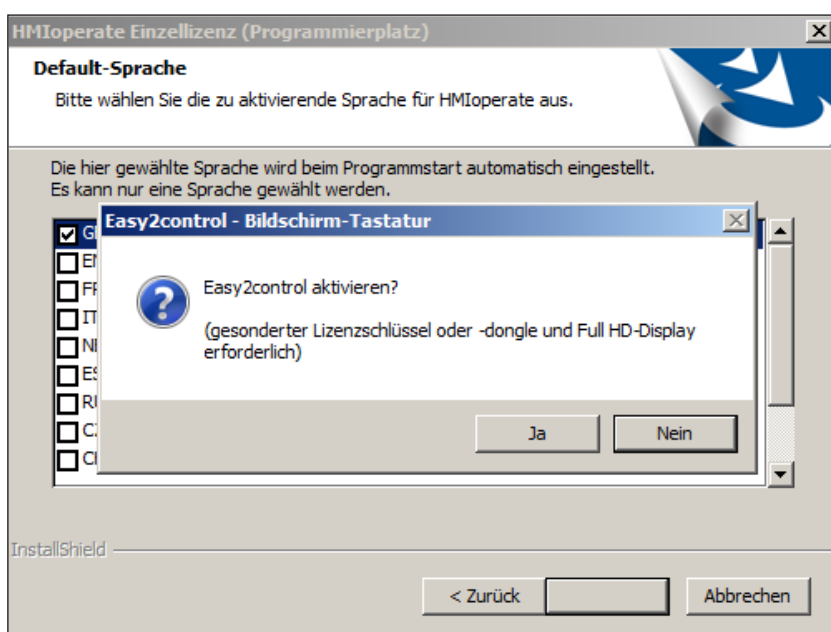 HMIoperate Einzellizenz (Programmierplatz)
Default-Sprache
Bitte wählen Sie die zu aktivierende Sprache für HMIoperate aus.
Die hier gewählte Sprache wird beim Programmstart automatisch eingestellt.
Es kann nur eine Sprache gewählt werden.
Easy2control - Bildschirm-Tastatur
Easy2control aktivieren?
(gesonderter Lizenzschlüssel oder -dongle und Full HD-Display
erforderlich)
Ja Nein
InstallShield
< Zurück Abbrechen